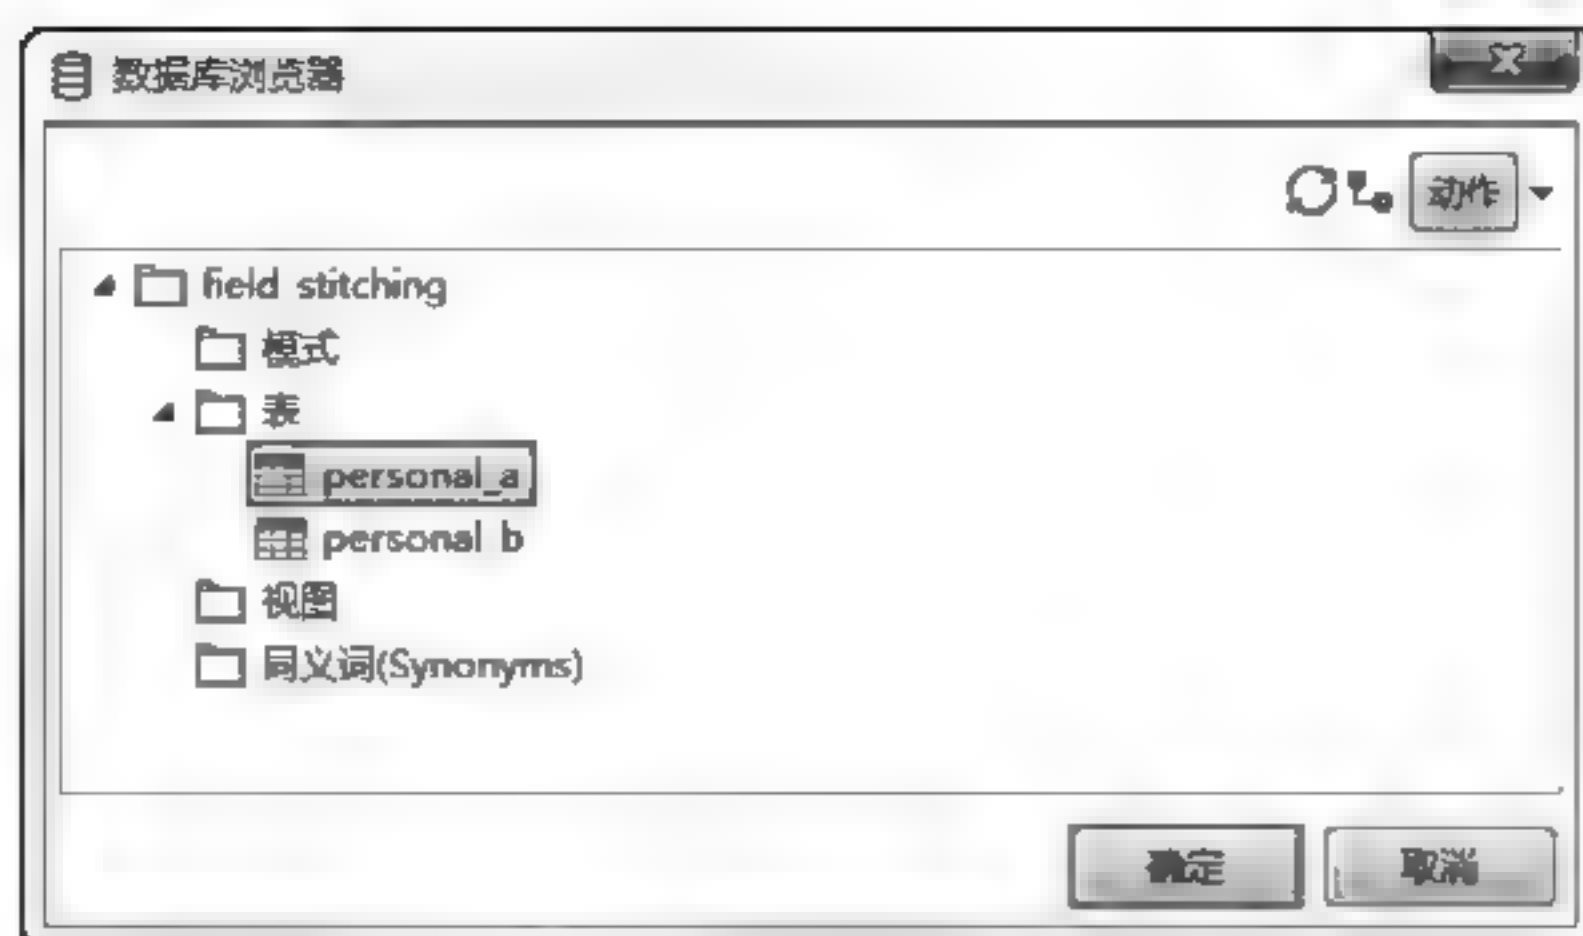 数据库浏览器
动作
field stitching
模式
表
personal_a
personal b
视图
同义词(Synonyms)
确定 取消